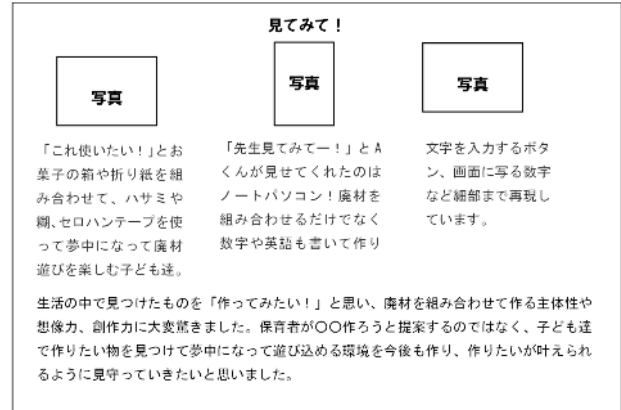 見てみて！
写真
写真
写真
「これ使いたい！」とお
菓子の箱や折り紙を組
み合わせて、ハサミや
糊、セロハンテープを使
って夢中になって廃材
遊びを楽しむ子ども達。
「先生見てみてー！」とA
くんが見せてくれたのは
ノートパソコン！廃材を
組み合わせるだけでなく
数字や英語も書いて作り
文字を入力するボタ
ン、画面に写る数字
など細部まで再現し
ています。
生活の中で見つけたものを「作ってみたい！」と思い、廃材を組み合わせて作る主体性や
想像力、創作力に大変驚きました。保育者が〇〇作ろうと提案するのではなく、子ども達
で作りたい物を見つけて夢中になって遊び込める環境を今後も作り、作りたいが叶えられ
るように見守っていきたいと思いました。